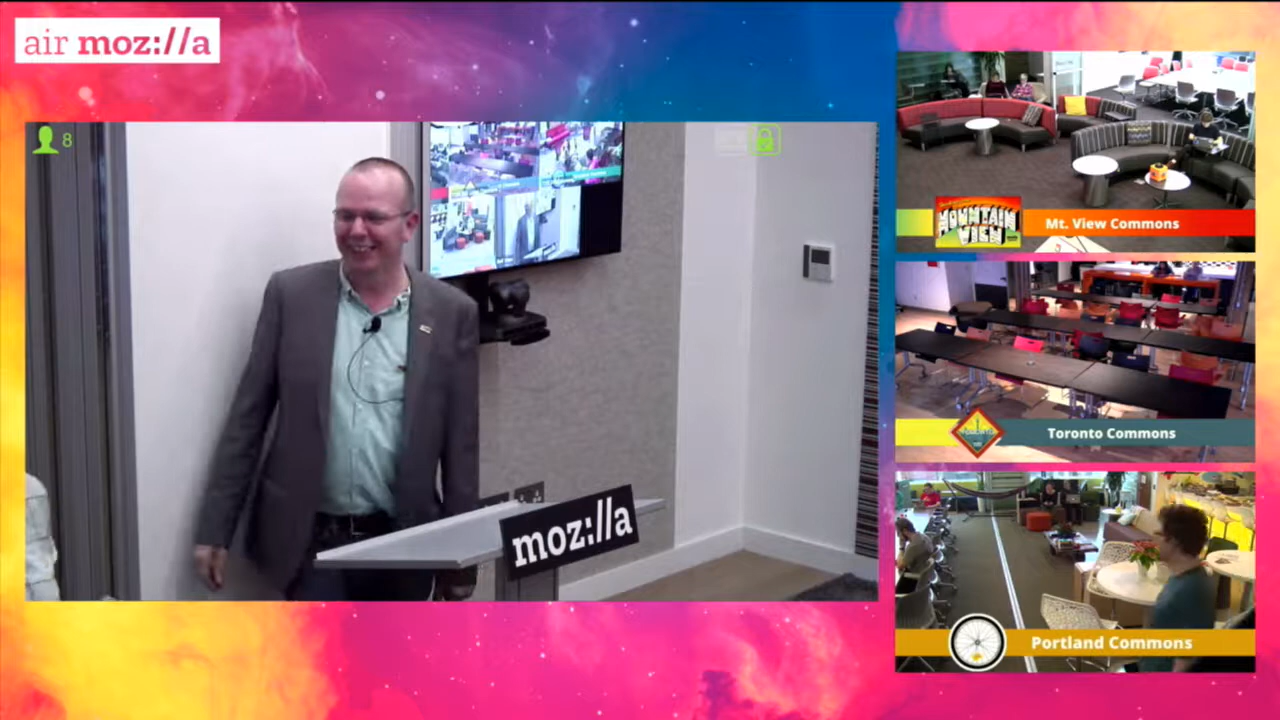 air moz://a
8
moz://a
MOUNTAIN
VIEW
Mt. View Commons
Toronto Commons
Portland Commons